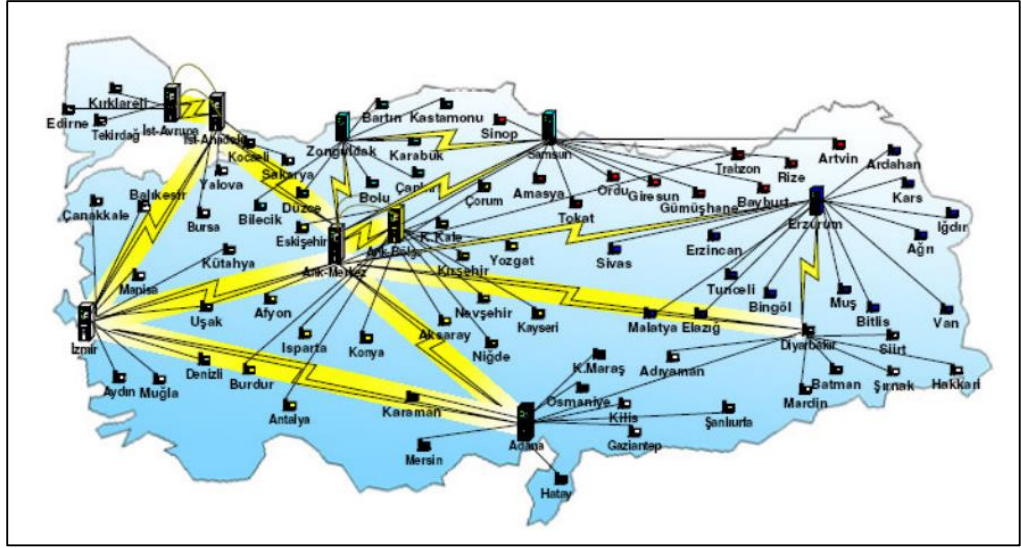 Kırklareli
Edirne
Tekirdağ
İst-Avrupa
İst-Anadolu
Kocaeli
Sakarya
Yalova
Balıkesir
Çanakkale
Bursa
Bilecik
Düzce
Bolu
Zonguldak
Bartın
Kastamonu
Karabük
Çankırı
Sinop
Samsun
Amasya
Çorum
Tokat
Ordu
Giresun
Trabzon
Gümüşhane
Rize
Bayburt
Artvin
Ardahan
Kars
Iğdır
Ağrı
Erzurum
Erzincan
Sivas
Eskişehir
Ank-Merkez
Ank-Bölge
K.Kale
Kırşehir
Yozgat
Kütahya
Manisa
Uşak
Afyon
İzmir
Isparta
Konya
Aksaray
Nevşehir
Niğde
Kayseri
Malatya
Elazığ
Tunceli
Bingöl
Muş
Bitlis
Van
Diyarbakır
Siirt
Batman
Şırnak
Hakkari
Mardin
Adıyaman
K.Maraş
Osmaniye
Kilis
Şanlıurfa
Gaziantep
Denizli
Burdur
Aydın
Muğla
Antalya
Karaman
Mersin
Adana
Hatay